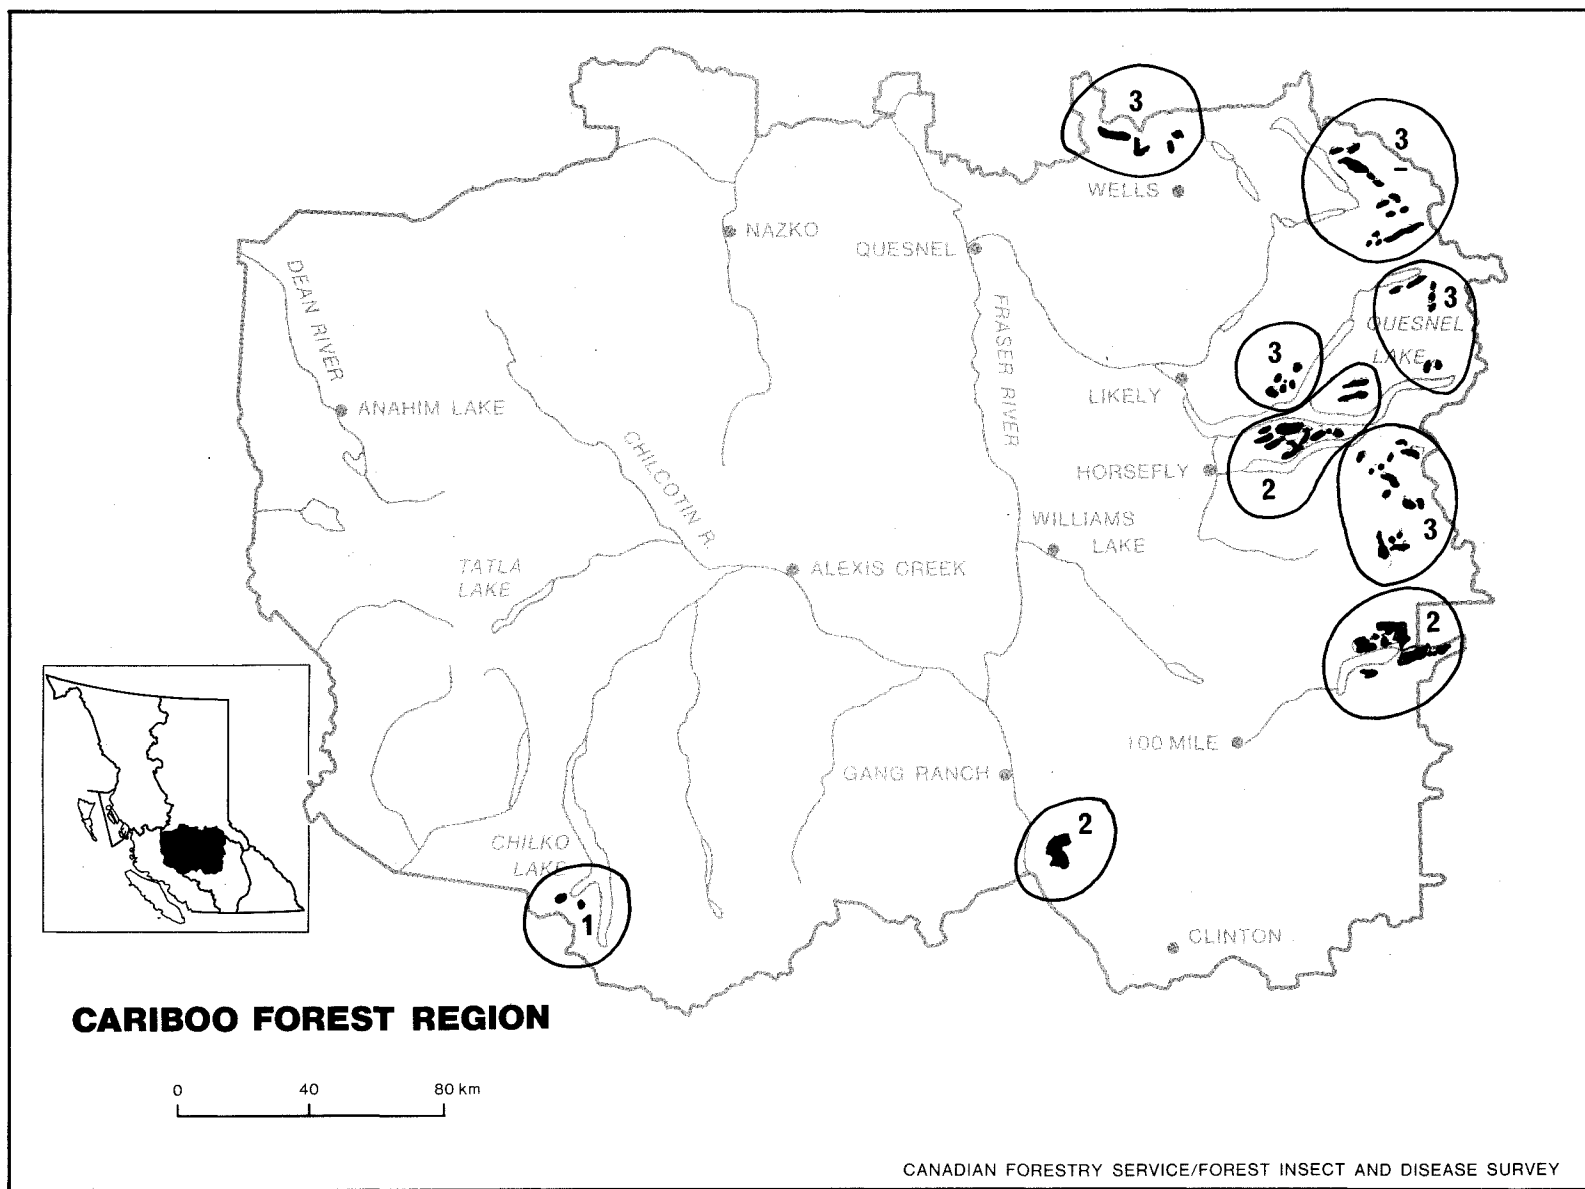 3
3
WELLS
NAZKO
QUESNEL
DEAN RIVER
FRASER RIVER
3
QUESNEL
LAKE
3
LIKELY
ANAHIM LAKE
CHILCOTIN R.
HORSEFLY
2
WILLIAMS
LAKE
3
TATLA
LAKE
ALEXIS CREEK
2
100 MILE
GANG RANCH
2
CHILKO
LAKE
1
CLINTON
CARIBOO FOREST REGION
0 40 80 km
CANADIAN FORESTRY SERVICE/FOREST INSECT AND DISEASE SURVEY